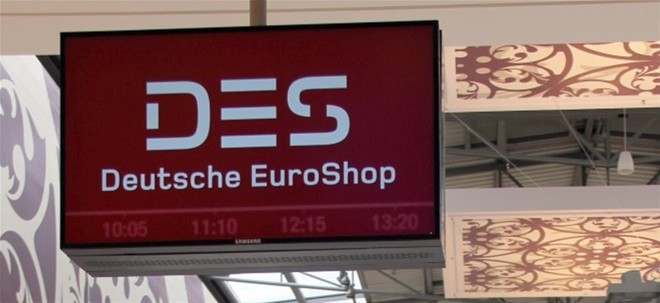 DES
Deutsche EuroShop
10:05 11:10 12:15 13:20
SAMSUNG